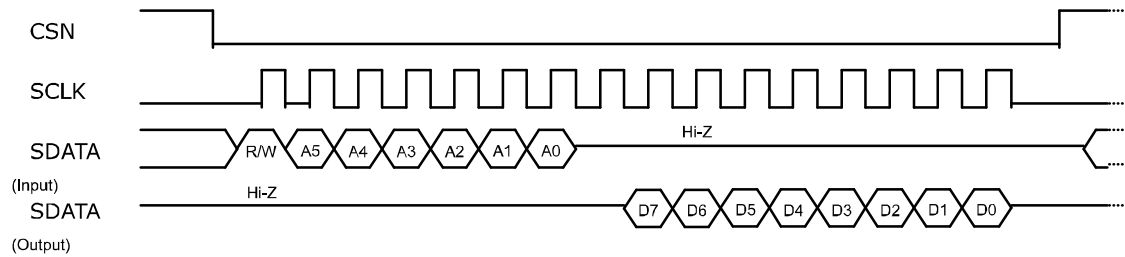 CSN
SCLK
SDATA R/W A5 A4 A3 A2 A1 A0 Hi-Z
(Input)
SDATA Hi-Z D7 D6 D5 D4 D3 D2 D1 D0
(Output)